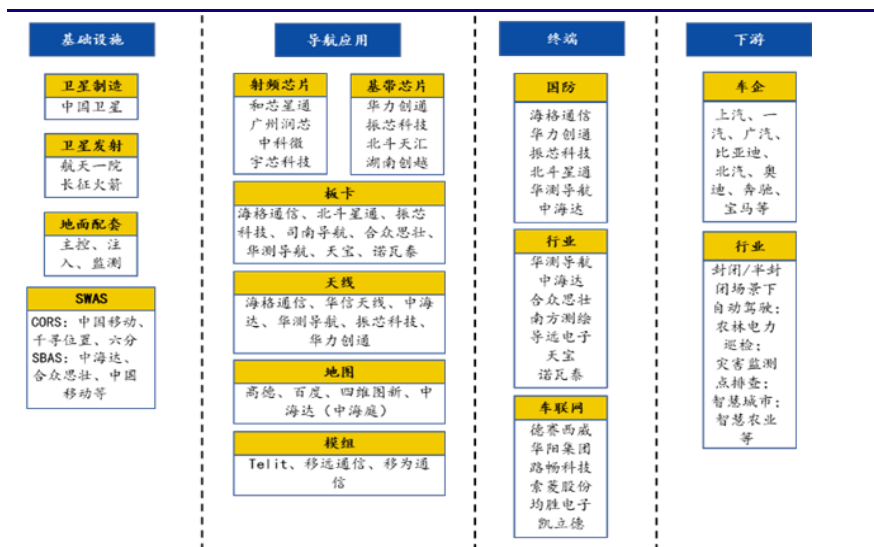 基础设施
卫星制造
中国卫星
卫星发射
航天一院
长征火箭
地面配套
主控、注
入、监测
SWAS
CORS：中国移动、
千寻位置、六分
SBAS：中海达、
合众思壮、中国
移动等
导航应用
射频芯片
和芯星通
广州润芯
中科微
宇芯科技
基带芯片
华力创通
振芯科技
北斗天汇
湖南创越
板卡
海格通信、北斗星通、振芯
科技、司南导航、合众思壮、
华测导航、天宝、诺瓦泰
天线
海格通信、华信天线、中海
达、华测导航、振芯科技、
华力创通
地图
高德、百度、四维图新、中
海达（中海庭）
模组
Telit、移远通信、移为通
信
终端
国防
海格通信
华力创通
振芯科技
北斗星通
华测导航
中海达
行业
华测导航
中海达
合众思壮
南方测绘
导远电子
天宝
诺瓦泰
车联网
德赛西威
华阳集团
路畅科技
索菱股份
均胜电子
凯立德
下游
车企
上汽、一
汽、广汽、
比亚迪、
北汽、奥
迪、奔驰、
宝马等
行业
封闭/半封
闭场景下
自动驾驶；
农林电力
巡检；
灾害监测
点排查；
智慧城市；
智慧农业
等